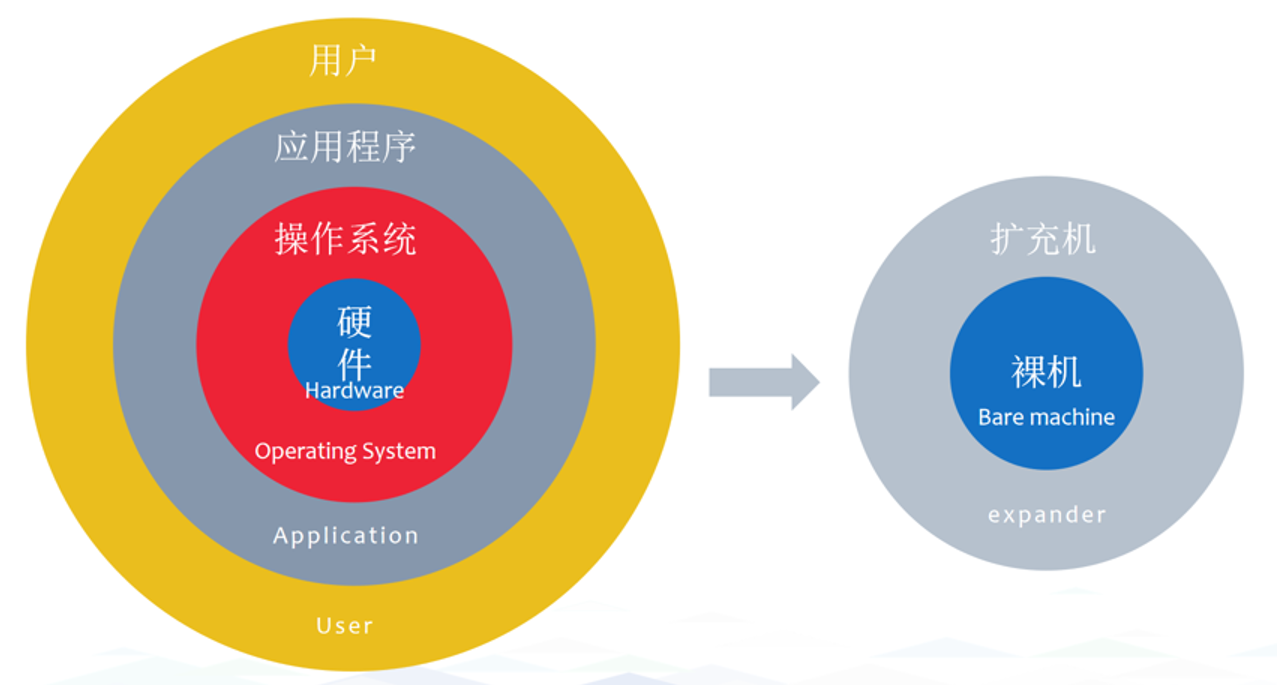 用户
应用程序
操作系统
硬
件
Hardware
Operating System
Application
User
扩充机
裸机
Bare machine
expander